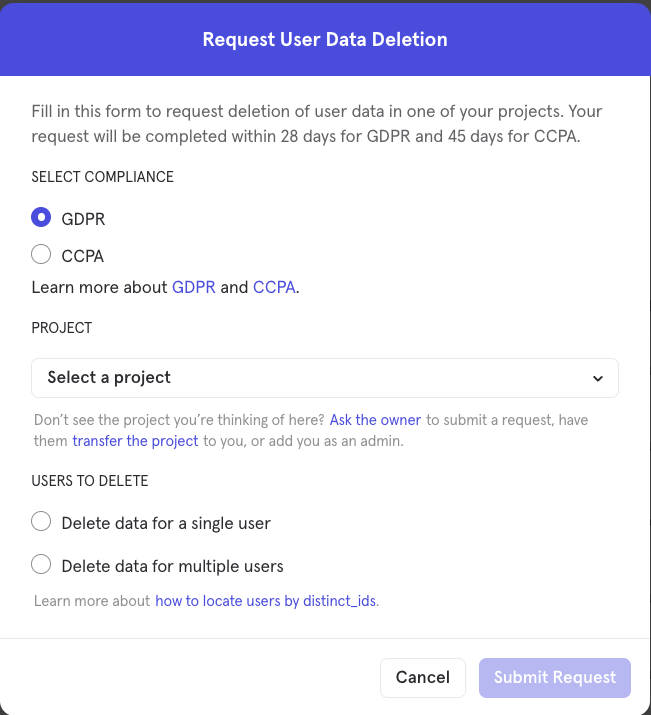 Request User Data Deletion
Fill in this form to request deletion of user data in one of your projects. Your
request will be completed within 28 days for GDPR and 45 days for CCPA.
SELECT COMPLIANCE
GDPR
CCPA
Learn more about GDPR and CCPA.
PROJECT
Select a project
Don’t see the project you’re thinking of here? Ask the owner to submit a request, have
them transfer the project to you, or add you as an admin.
USERS TO DELETE
Delete data for a single user
Delete data for multiple users
Learn more about how to locate users by distinct_ids.
Cancel
Submit Request